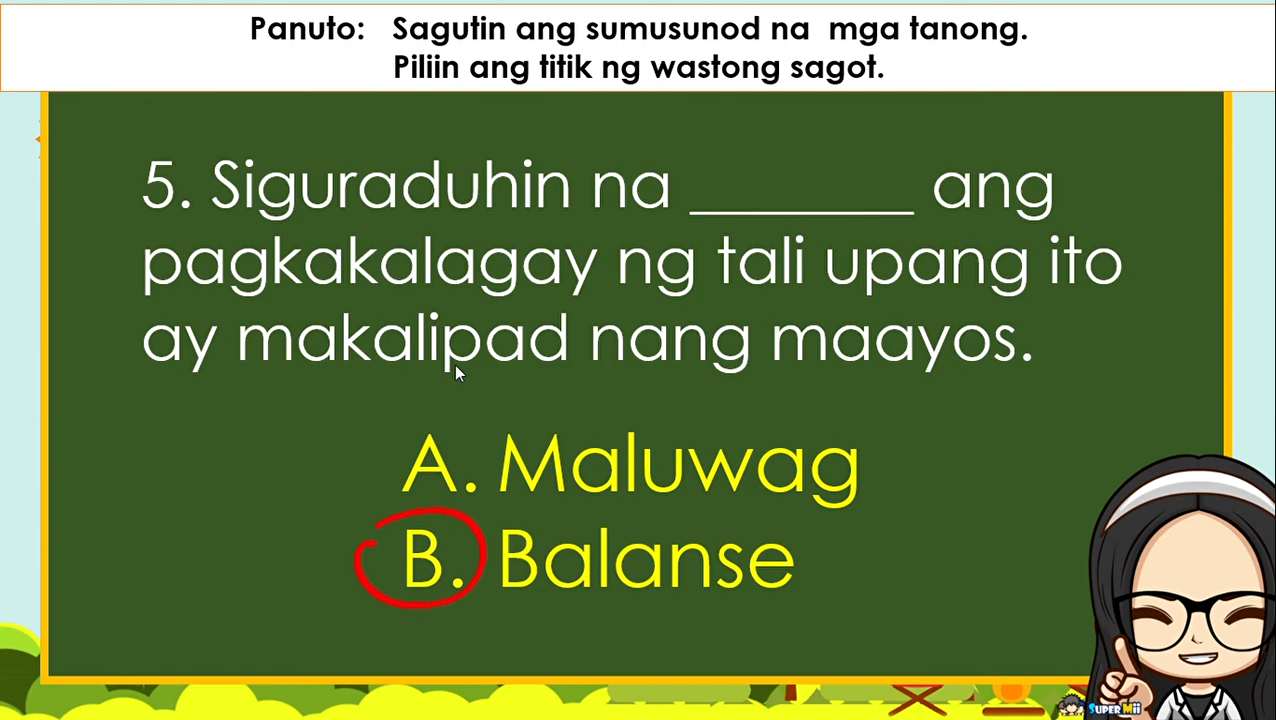 Panuto: Sagutin ang sumusunod na mga tanong.
Piliin ang titik ng wastong sagot.
5. Siguraduhin na _______ ang
pagkakalagay ng tali upang ito
ay makalipad nang maayos.
A. Maluwag
B. Balanse
SUPER Mii